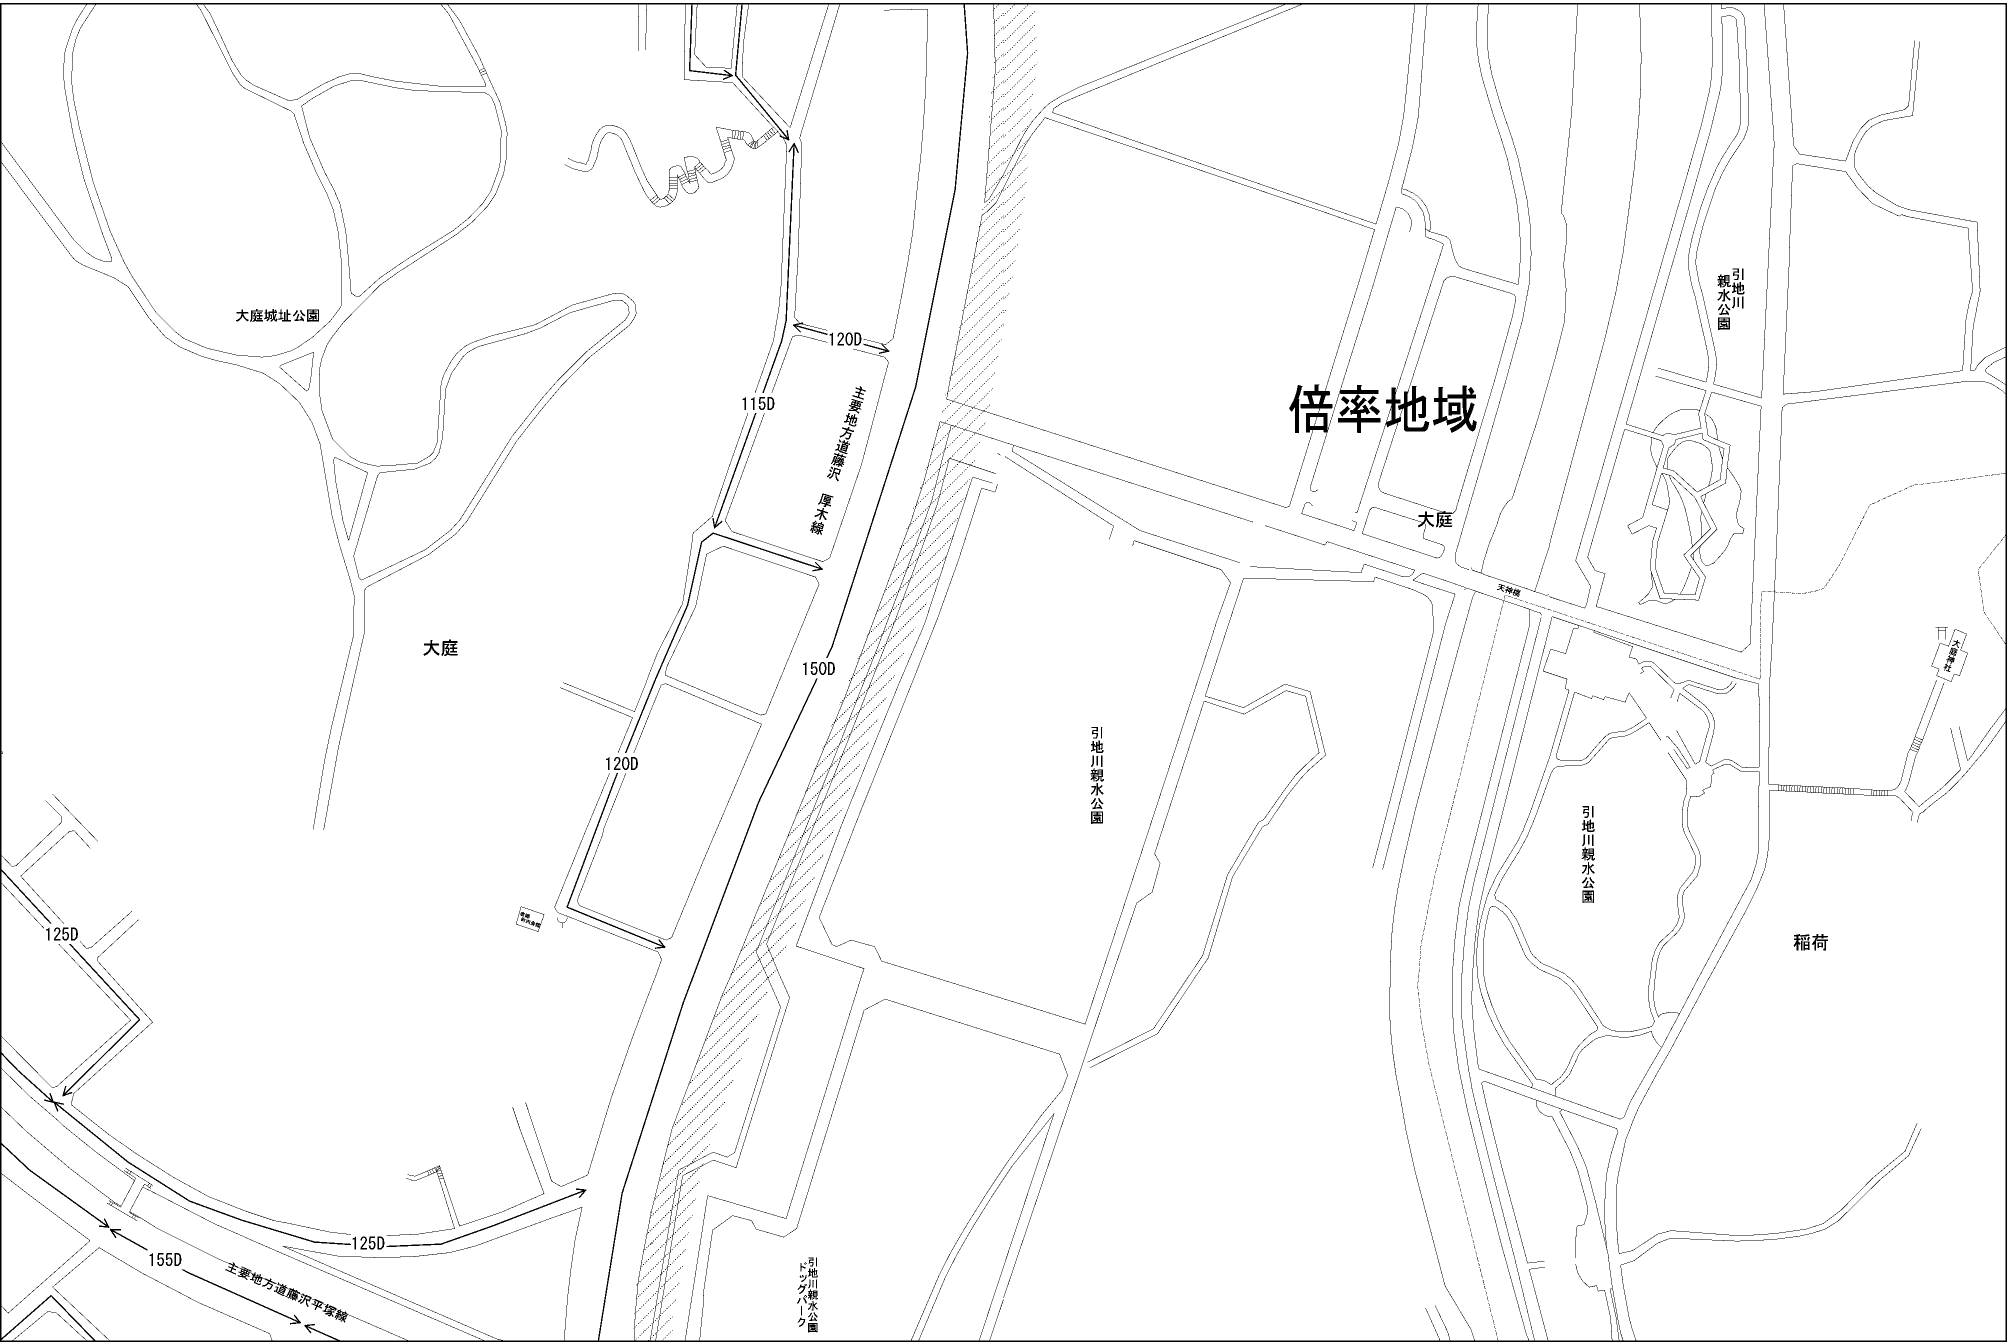 引地川
親水公園
大庭城址公園
120D
倍率地域
115D
主要地方道藤沢 厚木線
大庭
天神橋
大庭
大庭神社
150D
引地川親水公園
120D
引地川親水公園
125D
稲荷
125D
155D
主要地方道藤沢平塚線
引地川親水公園
ドッグパーク